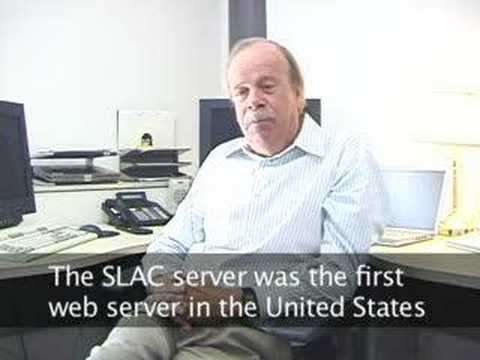 The SLAC server was the first
web server in the United States